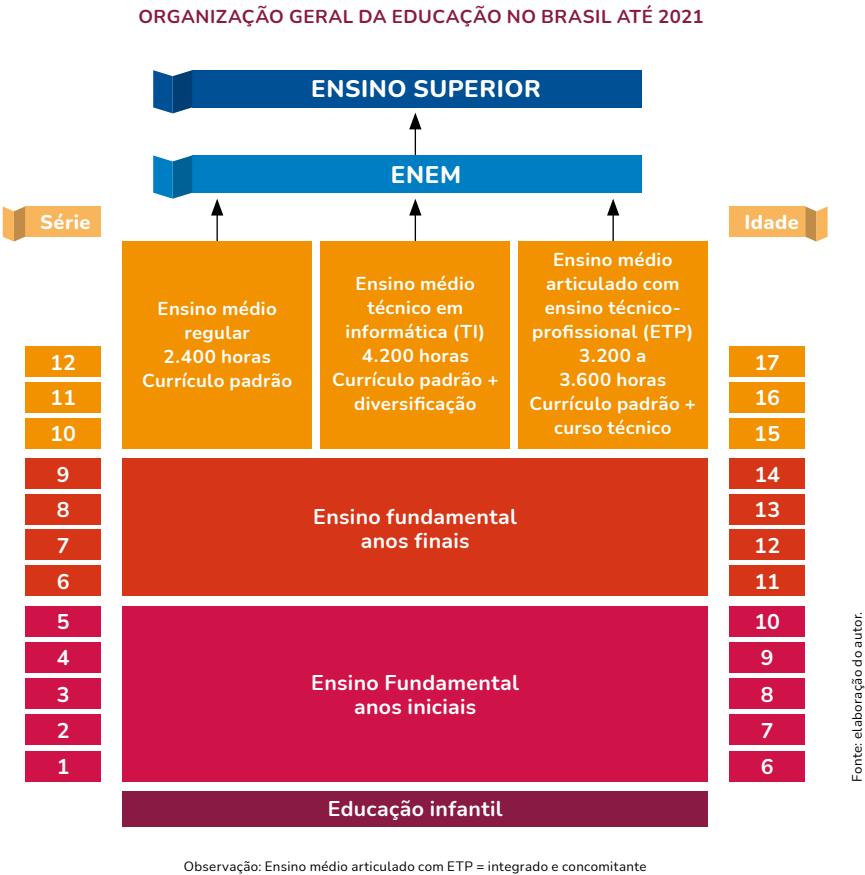 ORGANIZAÇÃO GERAL DA EDUCAÇÃO NO BRASIL ATÉ 2021
ENSINO SUPERIOR
ENEM
Série
Idade
Ensino médio
regular
2.400 horas
Currículo padrão
Ensino médio
técnico em
informática (TI)
4.200 horas
Currículo padrão +
diversificação
Ensino médio
articulado com
ensino técnico-
profissional (ETP)
3.200 a
3.600 horas
Currículo padrão +
curso técnico
12
17
11
16
10
15
9
14
8
13
7
12
6
11
Ensino fundamental
anos finais
5
10
4
9
3
8
2
7
1
6
Ensino Fundamental
anos iniciais
Educação infantil
Fonte: elaboração do autor.
Observação: Ensino médio articulado com ETP = integrado e concomitante